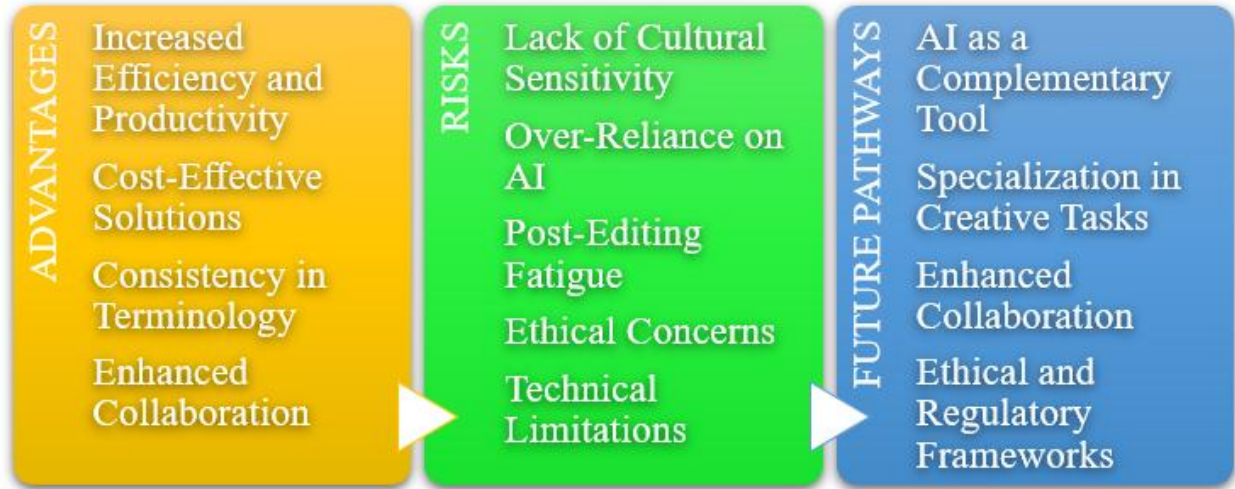 ADVANTAGES
Increased
Efficiency and
Productivity
Cost-Effective
Solutions
Consistency in
Terminology
Enhanced
Collaboration
RISKS
Lack of Cultural
Sensitivity
Over-Reliance on
AI
Post-Editing
Fatigue
Ethical Concerns
Technical
Limitations
FUTURE PATHWAYS
AI as a
Complementary
Tool
Specialization in
Creative Tasks
Enhanced
Collaboration
Ethical and
Regulatory
Frameworks